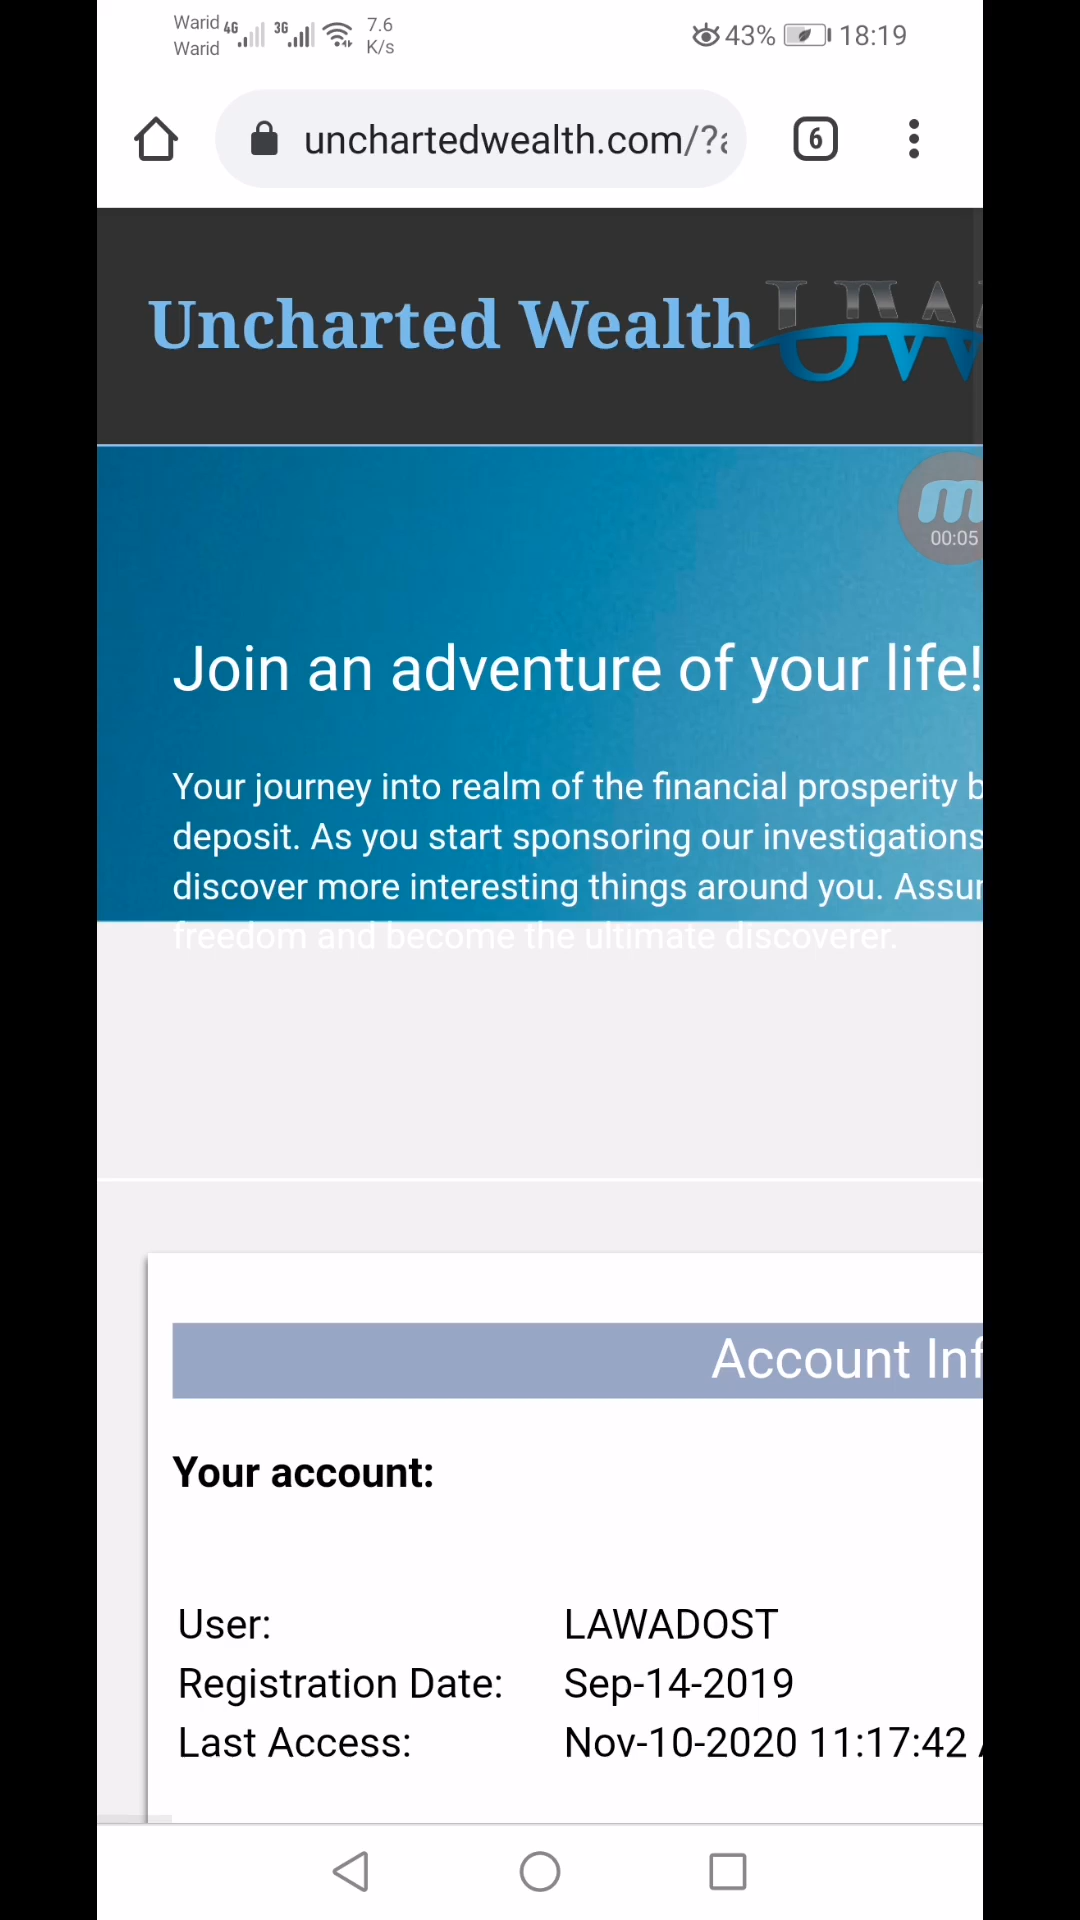 Warid 4G 3G 7.6
Warid K/s
43% 18:19
unchartedwealth.com/?
6
Uncharted Wealth UW
00:05
Join an adventure of your life!
Your journey into realm of the financial prosperity
deposit. As you start sponsoring our investigations
discover more interesting things around you.
freedom and become the ultimate discoverer.
Account
Your account:
User: LAWADOST
Registration Date: Sep-14-2019
Last Access: Nov-10-2020 11:17:42